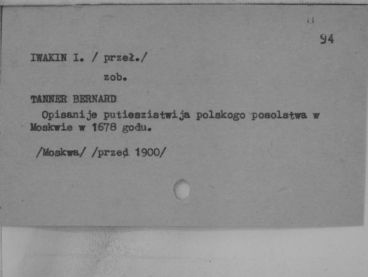 94
IWAKIN I. / przeł./
zob.
TANNER BERNARD
Opisanije putieszistwija polskogo posolstwa w
Moskwie w 1678 godu.
/Moskwa/ /przed 1900/